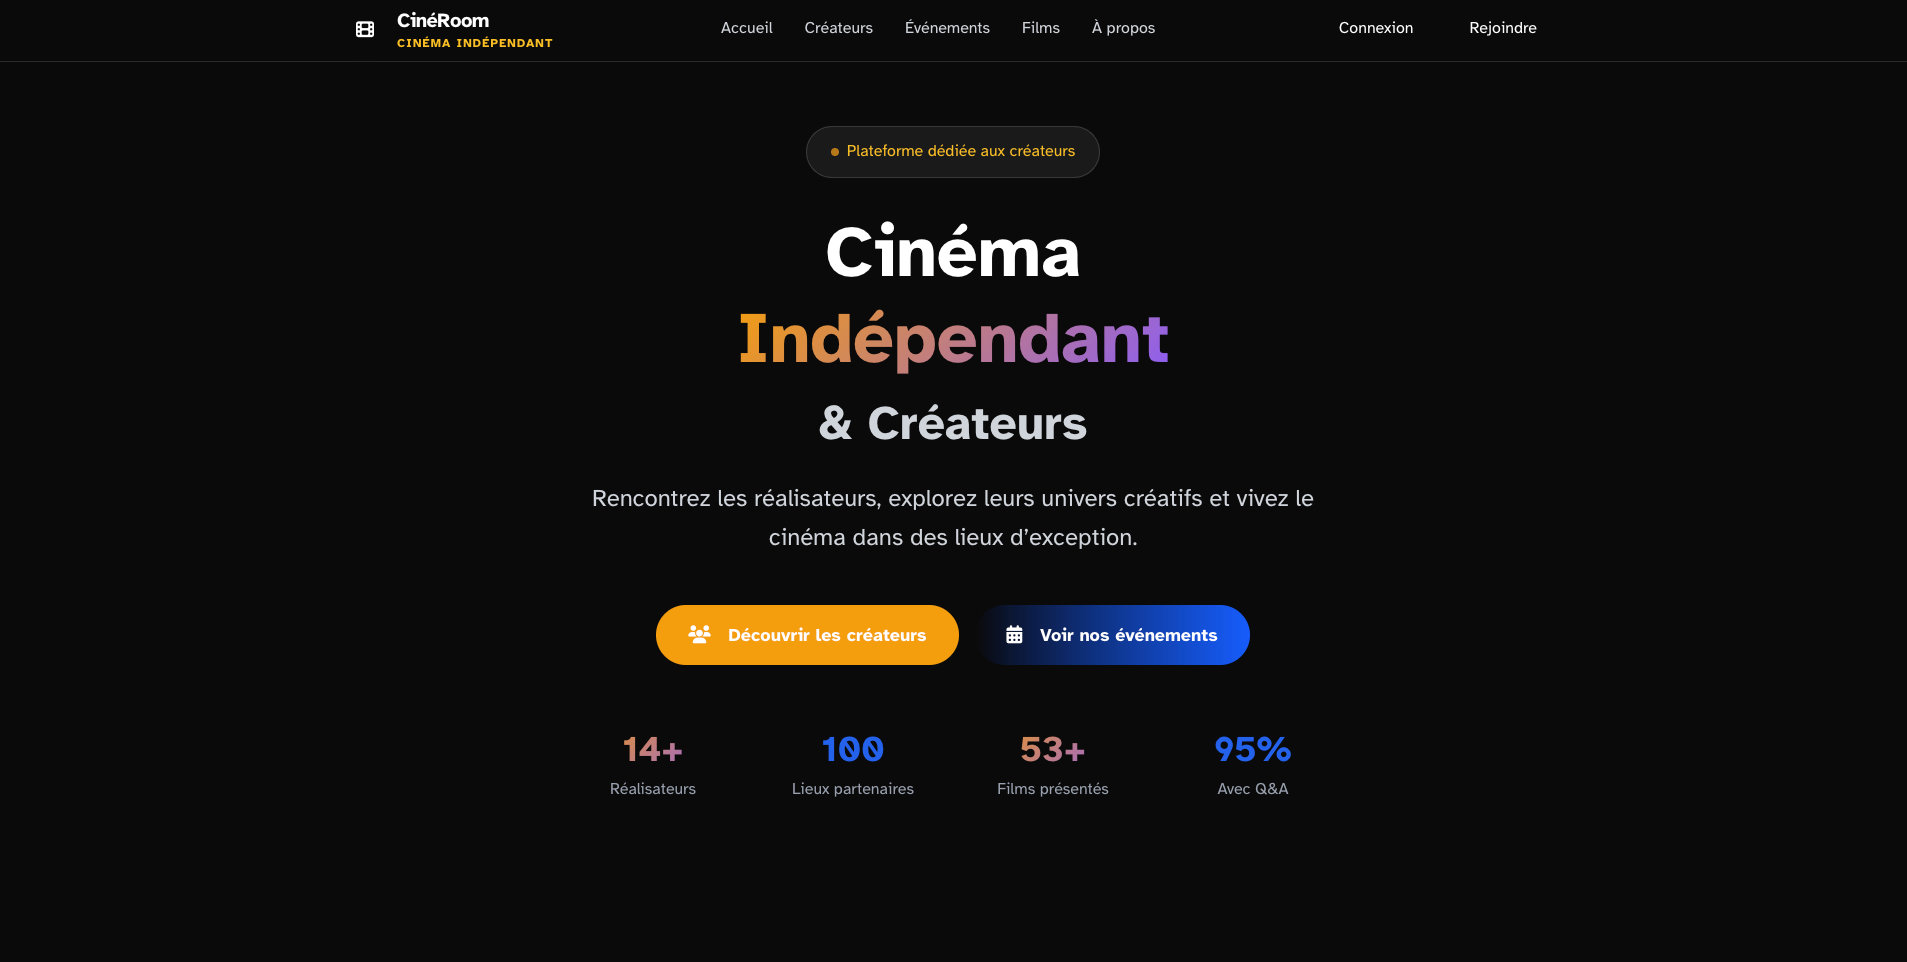 CinéRoom
CINÉMA INDÉPENDANT
Accueil
Créateurs
Événements
Films
À propos
Connexion
Rejoindre
Plateforme dédiée aux créateurs
Cinéma
Indépendant
& Créateurs
Rencontrez les réalisateurs, explorez leurs univers créatifs et vivez le
cinéma dans des lieux d’exception.
Découvrir les créateurs
Voir nos événements
14+
Réalisateurs
100
Lieux partenaires
53+
Films présentés
95%
Avec Q&A